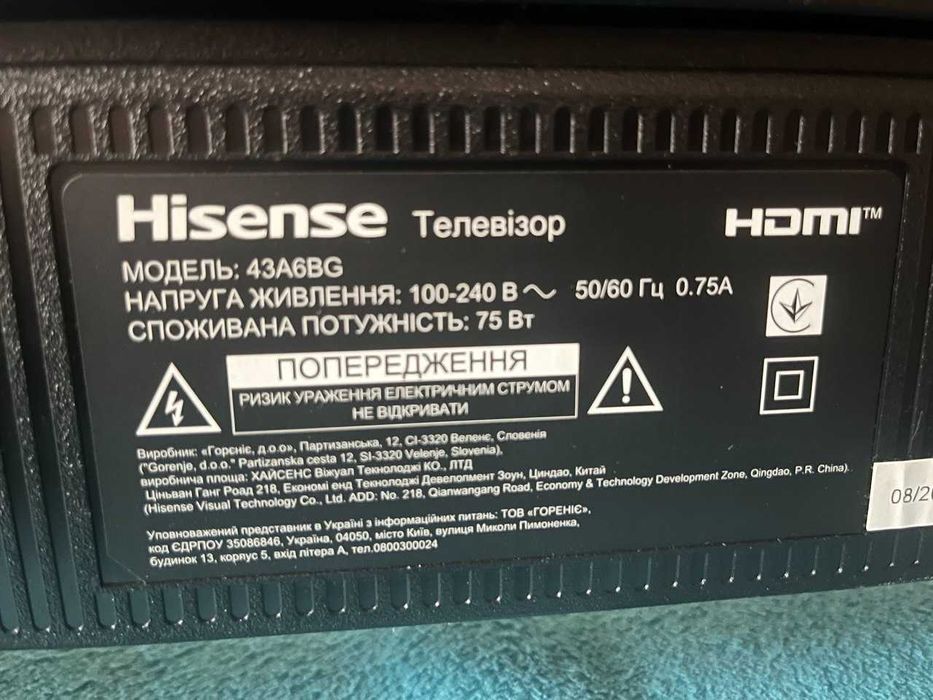 Hisense Телевізор HDMI™
МОДЕЛЬ: 43A6BG
НАПРУГА ЖИВЛЕННЯ: 100-240 В ~ 50/60 Гц 0.75A
СПОЖИВАНА ПОТУЖНІСТЬ: 75 Вт
ПОПЕРЕДЖЕННЯ
РИЗИК УРАЖЕННЯ ЕЛЕКТРИЧНИМ СТРУМОМ
НЕ ВІДКРИВАТИ
Виробник: «Горєніє, д.о.о», Партизанська, 12, СІ-3320 Веленє, Словенія
("Gorenje, d.o.o." Partizanska cesta 12, SI-3320 Velenje, Slovenia),
виробнича площа: ХАЙСЕНС Віжуал Текнолоджі КО., ЛТД
Ціньван Ганг Роад 218, Економі енд Текнолоджі Девелопмент Зоун, Циндао, Китай
(Hisense Visual Technology Co., Ltd. ADD: No. 218, Qianwangang Road, Economy & Technology Development Zone, Qingdao, P.R. China).
08/2
Уповноважений представник в Україні з інформаційних питань: ТОВ «ГОРЕНІЄ»,
код ЄДРПОУ 35086846, Україна, 04050, місто Київ, вулиця Миколи Пимоненка,
будинок 13, корпус 5, вхід літера А, тел.0800300024